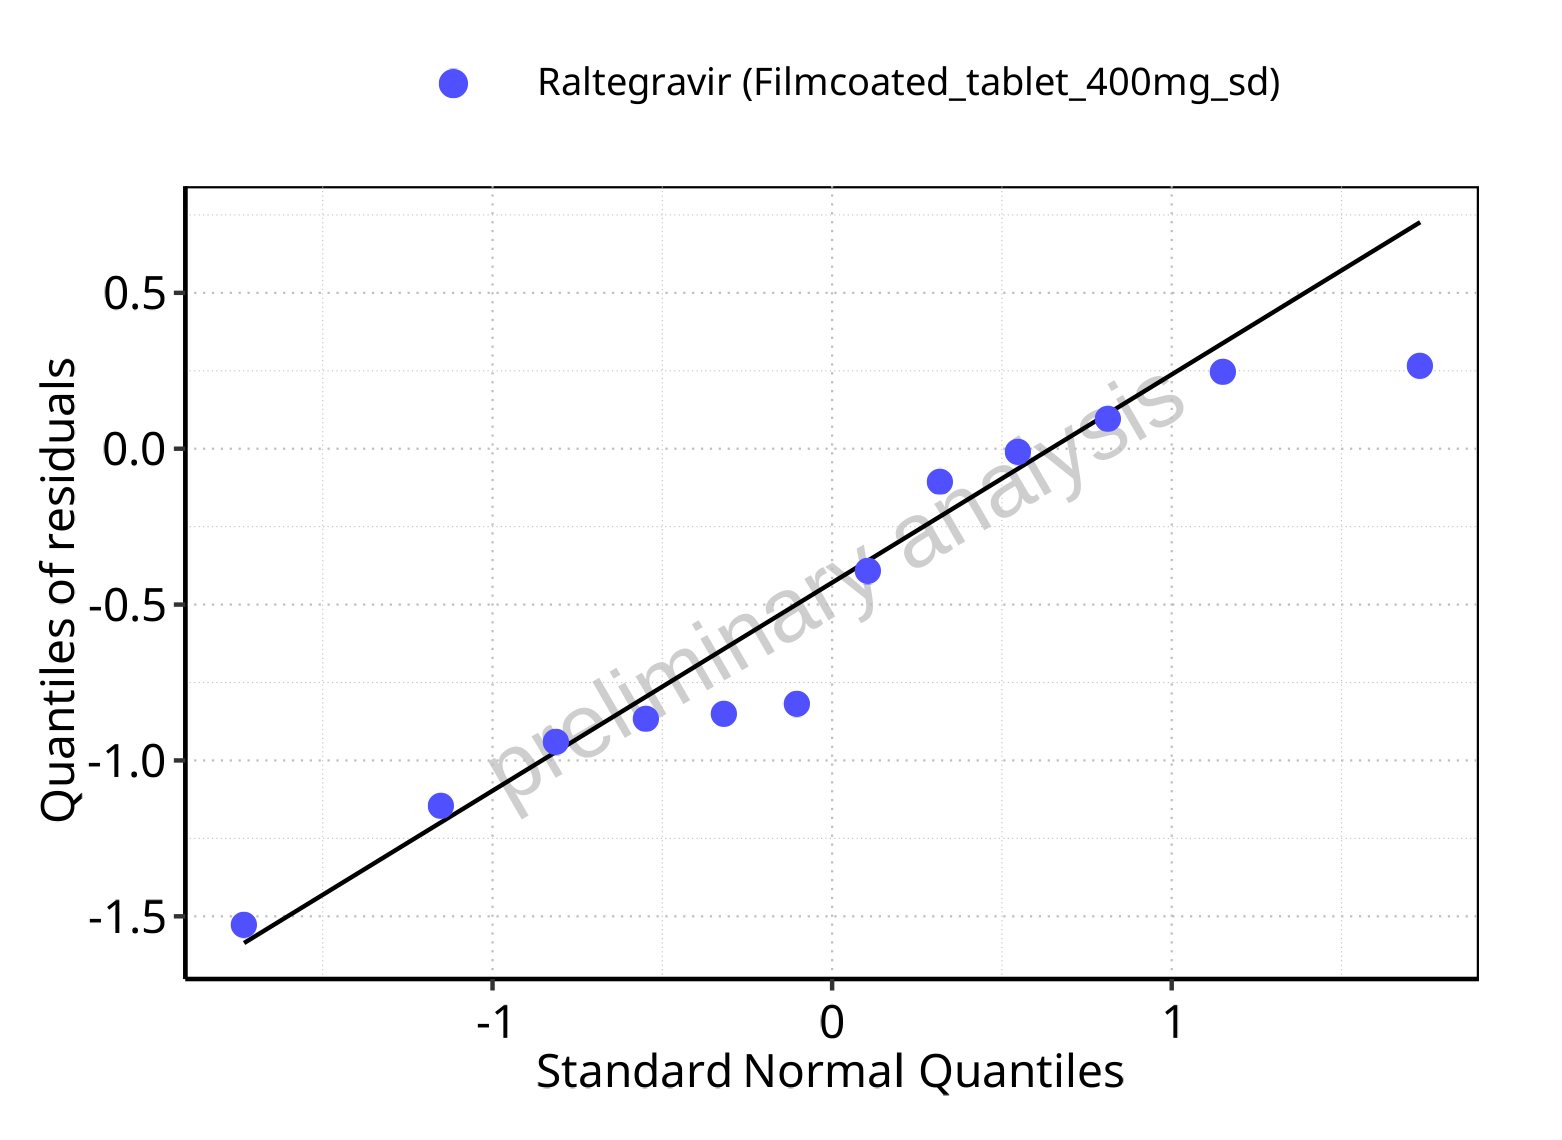 Raltegravir (Filmcoated_tablet_400mg_sd)
Quantiles of residuals
0.5
0.0
-0.5
-1.0
-1.5
preliminary analysis
-1 0 1
Standard Normal Quantiles